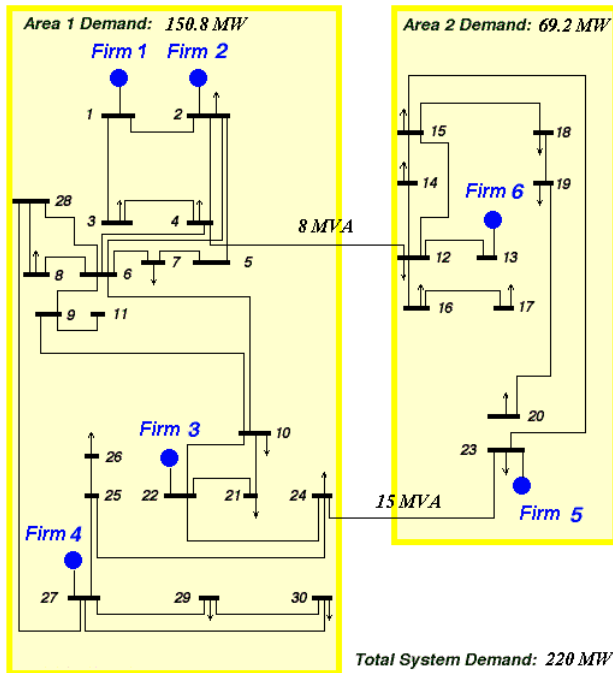 Area 1 Demand: 150.8 MW
Area 2 Demand: 69.2 MW
Firm 1
Firm 2
1
2
15
18
14
19
28
3
4
Firm 6
8 MVA
8
6
7
5
12
13
9
11
16
17
10
20
Firm 3
23
26
22
21
24
25
15 MVA
Firm 5
Firm 4
27
29
30
Total System Demand: 220 MW